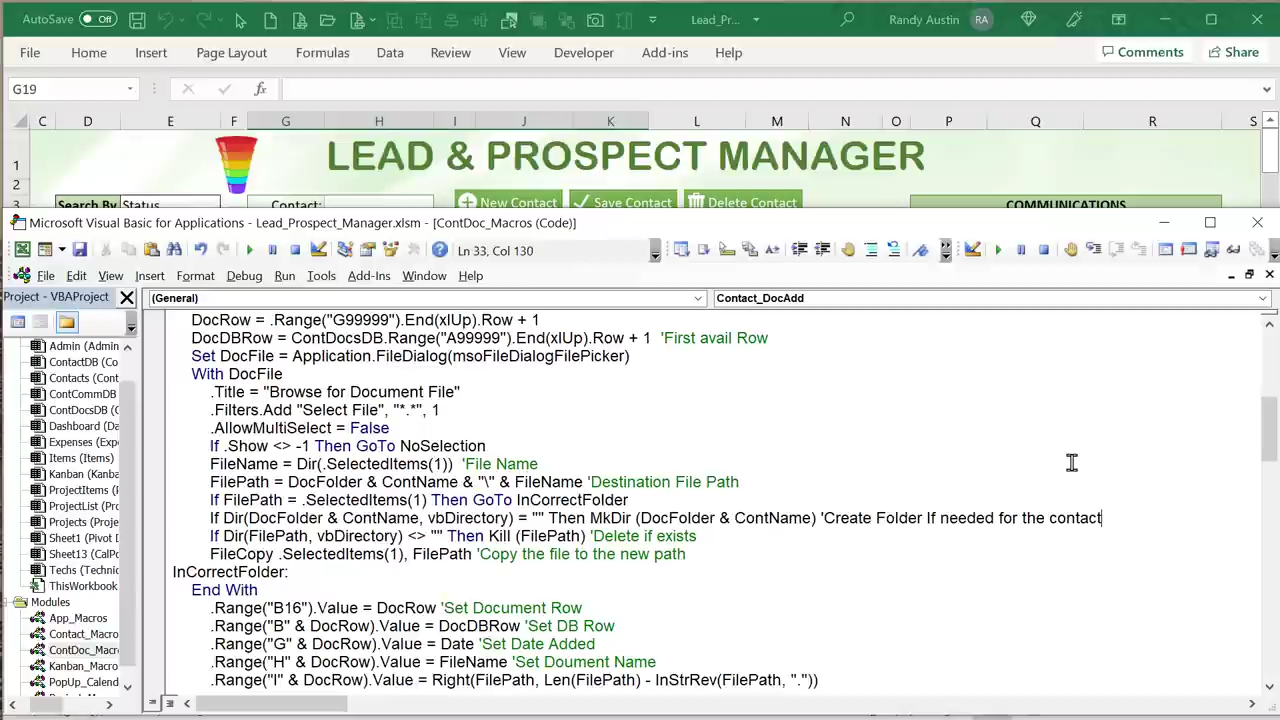 AutoSave Off Lead_Pr... Randy Austin RA
File Home Insert Page Layout Formulas Data Review View Developer Add-ins Help Comments Share
G19 fx
C D E F G H I J K L M N O P Q R S
1 LEAD & PROSPECT MANAGER
2
3 Search By Status Contact: New Contact Save Contact Delete Contact COMMUNICATIONS
Microsoft Visual Basic for Applications - Lead_Prospect_Manager.xlsm - [ContDoc_Macros (Code)]
Ln 33, Col 130
File Edit View Insert Format Debug Run Tools Add-Ins Window Help
Project - VBAProject
(General) Contact_DocAdd
Admin (Admin
ContactDB (Co
Contacts (Cont
ContCommDB
ContDocsDB (C
Dashboard (Da
Expenses (Exp
Items (Items)
Kanban (Kanba
ProjectItems (
ProjectList (Pro
Projects (Proje
Sheet1 (Pivot D
Sheet13 (CalPo
Techs (Technic
ThisWorkbook
Modules
App_Macros
Contact_Macro
ContDoc_Macr
Kanban_Macro
PopUp_Calend
DocRow = .Range("G99999").End(xlUp).Row + 1
DocDBRow = ContDocsDB.Range("A99999").End(xlUp).Row + 1 'First avail Row
Set DocFile = Application.FileDialog(msoFileDialogFilePicker)
With DocFile
.Title = "Browse for Document File"
.Filters.Add "Select File", "*.*", 1
.AllowMultiSelect = False
If .Show <> -1 Then GoTo NoSelection
FileName = Dir(.SelectedItems(1)) 'File Name
FilePath = DocFolder & ContName & "\" & FileName 'Destination File Path
If FilePath = .SelectedItems(1) Then GoTo InCorrectFolder
If Dir(DocFolder & ContName, vbDirectory) = "" Then MkDir (DocFolder & ContName) 'Create Folder If needed for the contact
If Dir(FilePath, vbDirectory) <> "" Then Kill (FilePath) 'Delete if exists
FileCopy .SelectedItems(1), FilePath 'Copy the file to the new path
InCorrectFolder:
End With
.Range("B16").Value = DocRow 'Set Document Row
.Range("B" & DocRow).Value = DocDBRow 'Set DB Row
.Range("G" & DocRow).Value = Date 'Set Date Added
.Range("H" & DocRow).Value = FileName 'Set Doument Name
.Range("I" & DocRow).Value = Right(FilePath, Len(FilePath) - InStrRev(FilePath, "."))